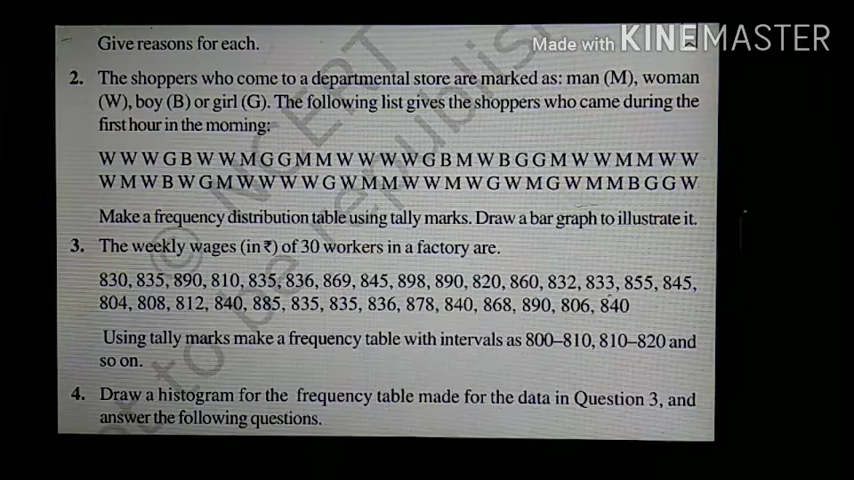 Give reasons for each.
Made with KINEMASTER
2. The shoppers who come to a departmental store are marked as: man (M), woman
(W), boy (B) or girl (G). The following list gives the shoppers who came during the
first hour in the morning:
W W W G B W W M G G M M W W W W G B M W B G G M W W M M W W
W M W B W G M W W W W G W M M W W M W G W M G W M M B G G W
Make a frequency distribution table using tally marks. Draw a bar graph to illustrate it.
3. The weekly wages (in ₹) of 30 workers in a factory are.
830, 835, 890, 810, 835, 836, 869, 845, 898, 890, 820, 860, 832, 833, 855, 845,
804, 808, 812, 840, 885, 835, 835, 836, 878, 840, 868, 890, 806, 840
Using tally marks make a frequency table with intervals as 800–810, 810–820 and
so on.
4. Draw a histogram for the frequency table made for the data in Question 3, and
answer the following questions.
© NCERT
not to be republished